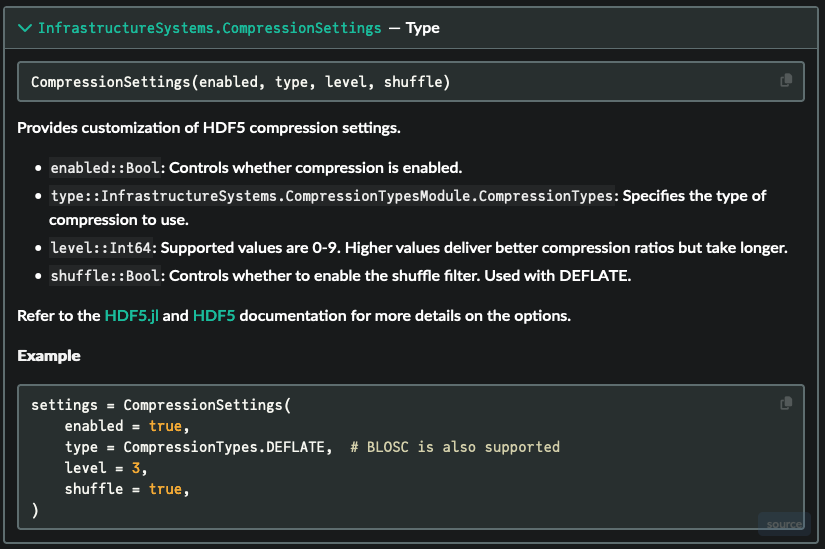 InfrastructureSystems.CompressionSettings — Type
CompressionSettings(enabled, type, level, shuffle)
Provides customization of HDF5 compression settings.
• enabled::Bool: Controls whether compression is enabled.
• type::InfrastructureSystems.CompressionTypesModule.CompressionTypes: Specifies the type of
compression to use.
• level::Int64: Supported values are 0-9. Higher values deliver better compression ratios but take longer.
• shuffle::Bool: Controls whether to enable the shuffle filter. Used with DEFLATE.
Refer to the HDF5.jl and HDF5 documentation for more details on the options.
Example
settings = CompressionSettings(
    enabled = true,
    type = CompressionTypes.DEFLATE,  # BLOSC is also supported
    level = 3,
    shuffle = true,
)
source